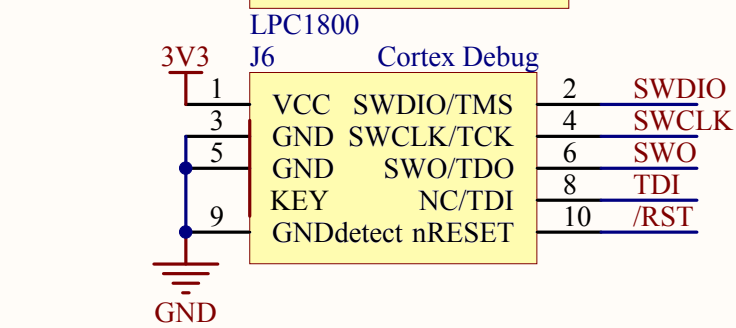 LPC1800
3V3 J6 Cortex Debug
1 VCC SWDIO/TMS 2 SWDIO
3 GND SWCLK/TCK 4 SWCLK
5 GND SWO/TDO 6 SWO
KEY NC/TDI 8 TDI
9 GNDdetect nRESET 10 /RST
GND